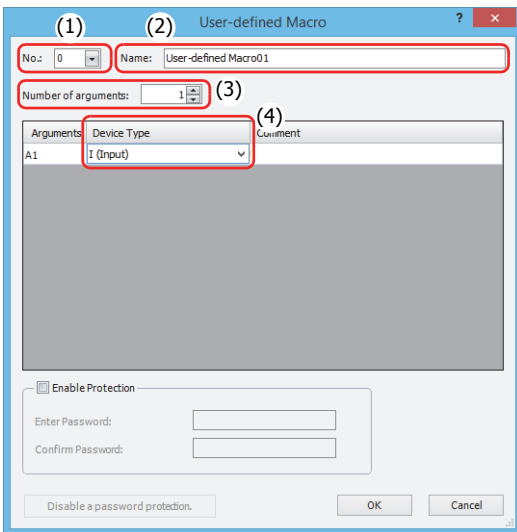 (1) (2) User-defined Macro ? ×
No.: 0 Name: User-defined Macro01
Number of arguments: 1 (3)
(4)
Arguments Device Type Comment
A1 I (Input)
Enable Protection
Enter Password:
Confirm Password:
Disable a password protection. OK Cancel